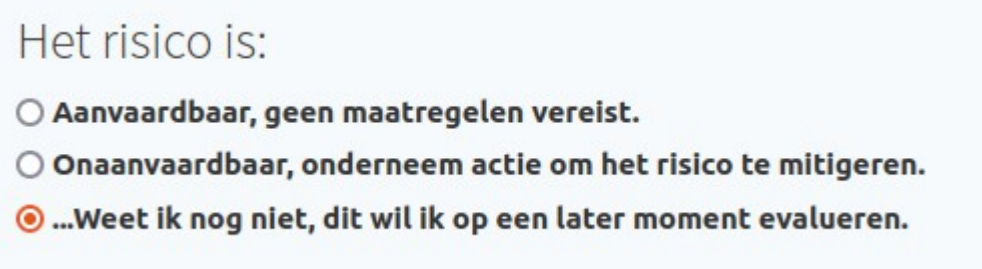 Het risico is:
Aanvaardbaar, geen maatregelen vereist.
Onaanvaardbaar, onderneem actie om het risico te mitigeren.
...Weet ik nog niet, dit wil ik op een later moment evalueren.